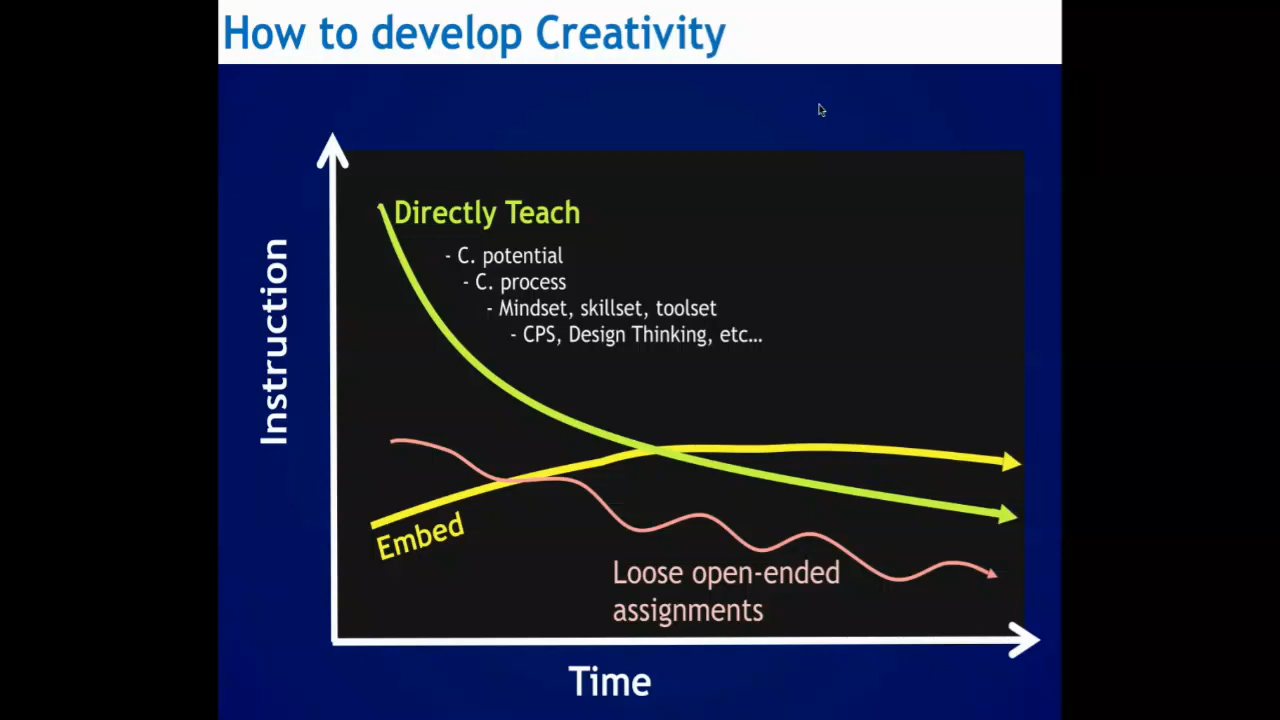 How to develop Creativity
Instruction
Directly Teach
- C. potential
- C. process
- Mindset, skillset, toolset
- CPS, Design Thinking, etc…
Embed
Loose open-ended
assignments
Time